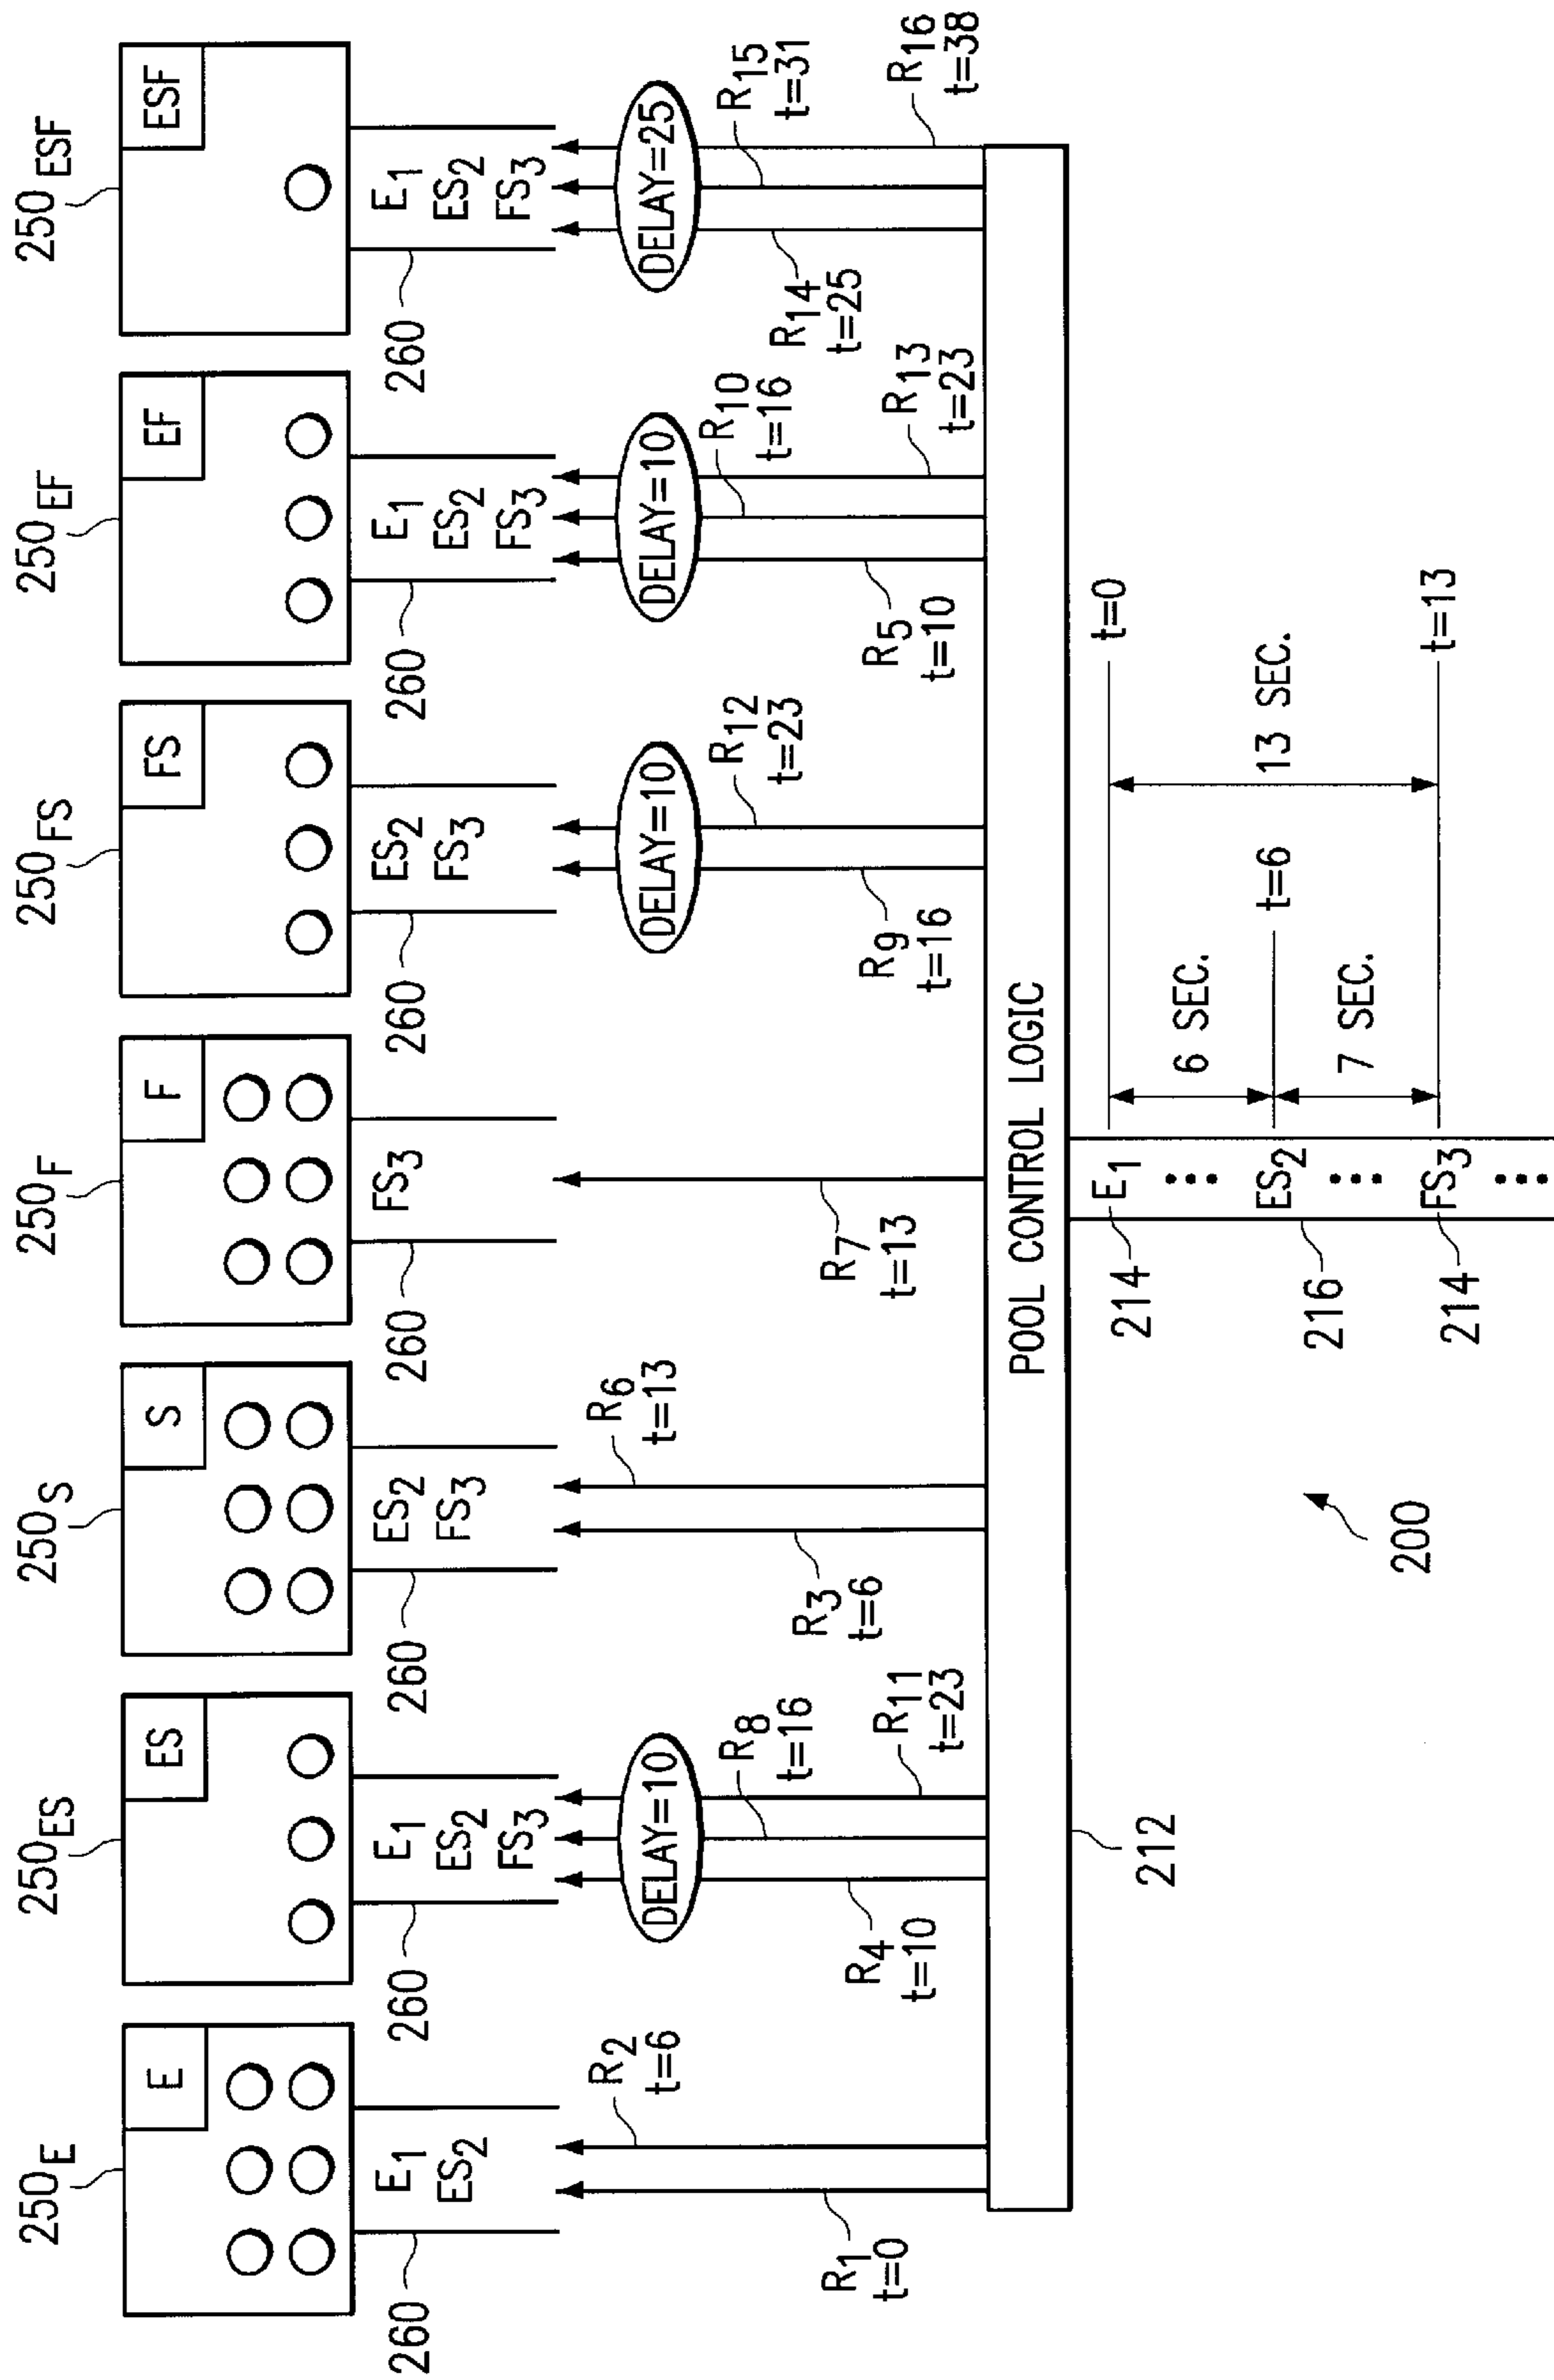 250E
250ES
250S
250F
250FS
250EF
250ESF
E
ES
S
F
FS
EF
ESF
260
E1
ES2
260
E1
ES2
FS3
260
ES2
FS3
260
FS3
260
ES2
FS3
260
E1
ES2
FS3
260
E1
ES2
FS3
DELAY=10
DELAY=10
DELAY=10
DELAY=25
R1
t=0
R2
t=6
R4
t=10
R8
t=16
R11
t=23
R3
t=6
R6
t=13
R7
t=13
R9
t=16
R12
t=23
R5
t=10
R10
t=16
R13
t=23
R14
t=25
R15
t=31
R16
t=38
POOL CONTROL LOGIC
212
200
214
E1
t=0
6 SEC.
13 SEC.
216
ES2
t=6
7 SEC.
214
FS3
t=13